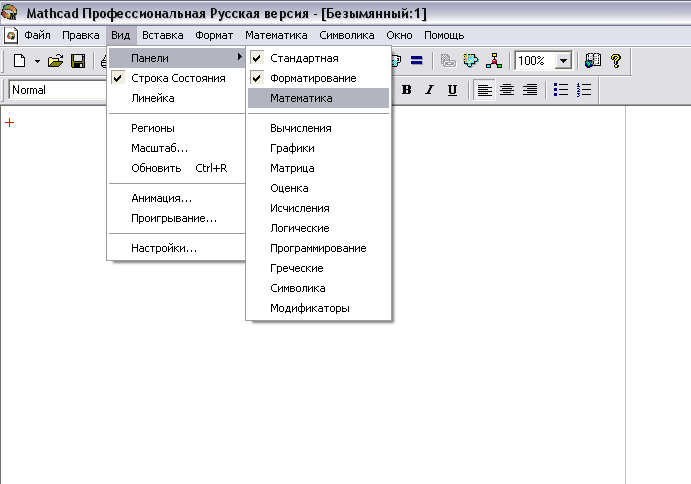 Mathcad Профессиональная Русская версия - [Безымянный:1]
Файл Правка Вид Вставка Формат Математика Символика Окно Помощь
100%
Normal
B I U
Панели
Строка Состояния
Линейка
Регионы
Масштаб...
Обновить Ctrl+R
Анимация...
Проигрывание...
Настройки...
Стандартная
Форматирование
Математика
Вычисления
Графики
Матрица
Оценка
Исчисления
Логические
Программирование
Греческие
Символика
Модификаторы